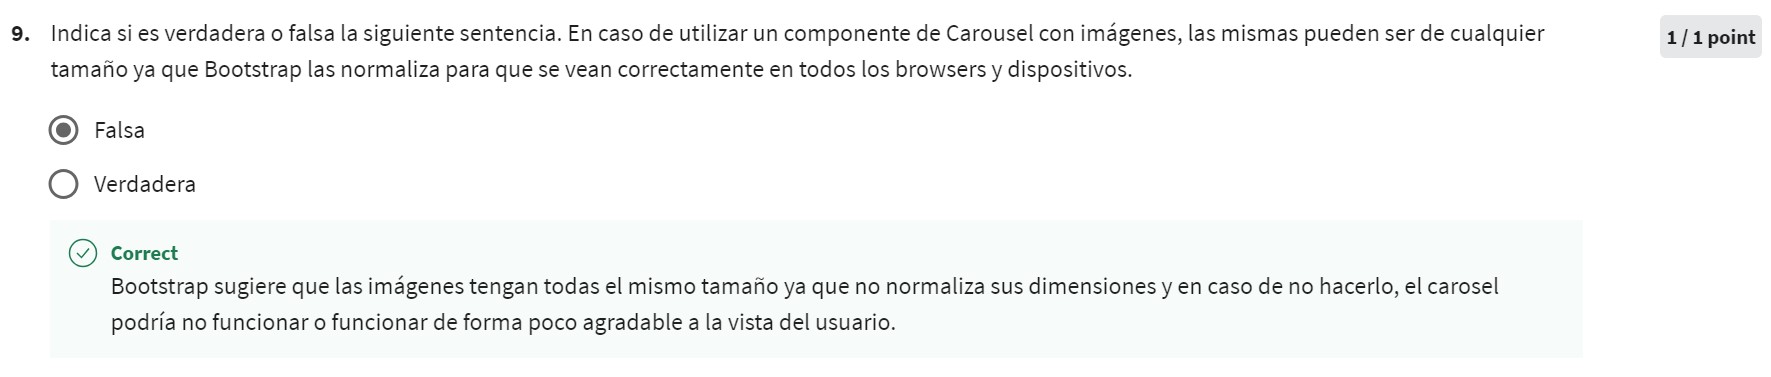 9. Indica si es verdadera o falsa la siguiente sentencia. En caso de utilizar un componente de Carousel con imágenes, las mismas pueden ser de cualquier
tamaño ya que Bootstrap las normaliza para que se vean correctamente en todos los browsers y dispositivos.
1 / 1 point
Falsa
Verdadera
Correct
Bootstrap sugiere que las imágenes tengan todas el mismo tamaño ya que no normaliza sus dimensiones y en caso de no hacerlo, el carosel
podría no funcionar o funcionar de forma poco agradable a la vista del usuario.